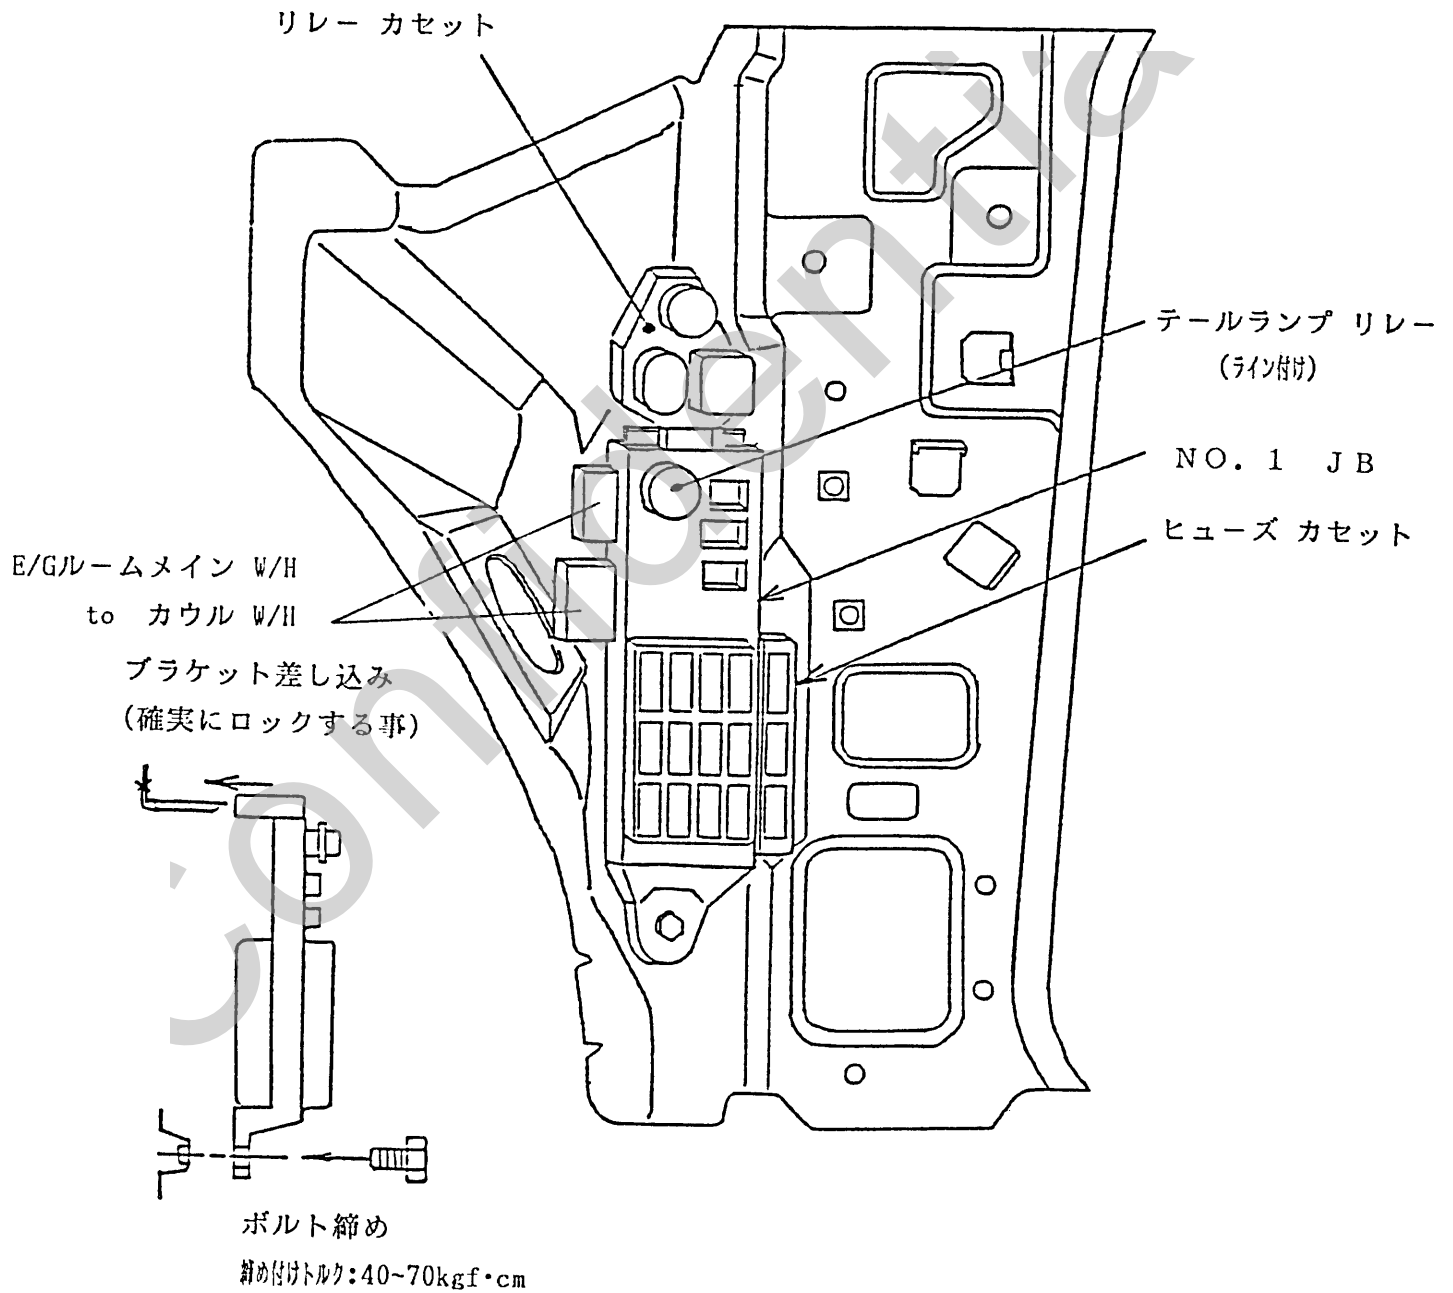 リレー カセット
テールランプ リレー
(ライン付け)
NO.1 JB
ヒューズ カセット
E/Gルームメイン W/H
to カウル W/H
ブラケット差し込み
(確実にロックする事)
ボルト締め
締め付けトルク:40~70kgf・cm
Confidential